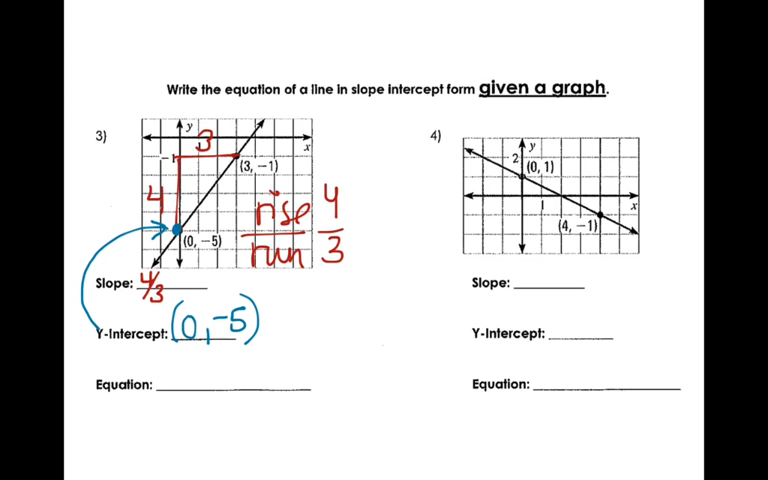 Write the equation of a line in slope intercept form given a graph.
3)
y
3
x
-1
(3, -1)
4
rise 4
run 3
(0, -5)
Slope: 4/3
Y-Intercept: (0, -5)
Equation:
4)
y
2
(0, 1)
1
x
(4, -1)
Slope:
Y-Intercept:
Equation: